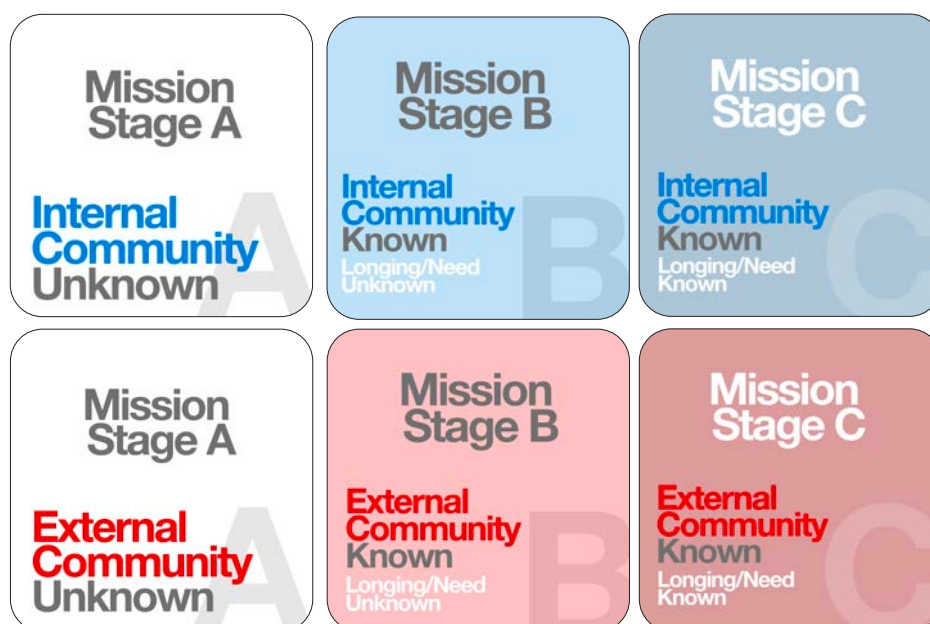 Mission
Stage A
Internal
Community
Unknown
A
Mission
Stage B
Internal
Community
Known
Longing/Need
Unknown
B
Mission
Stage C
Internal
Community
Known
Longing/Need
Known
C
Mission
Stage A
External
Community
Unknown
A
Mission
Stage B
External
Community
Known
Longing/Need
Unknown
B
Mission
Stage C
External
Community
Known
Longing/Need
Known
C